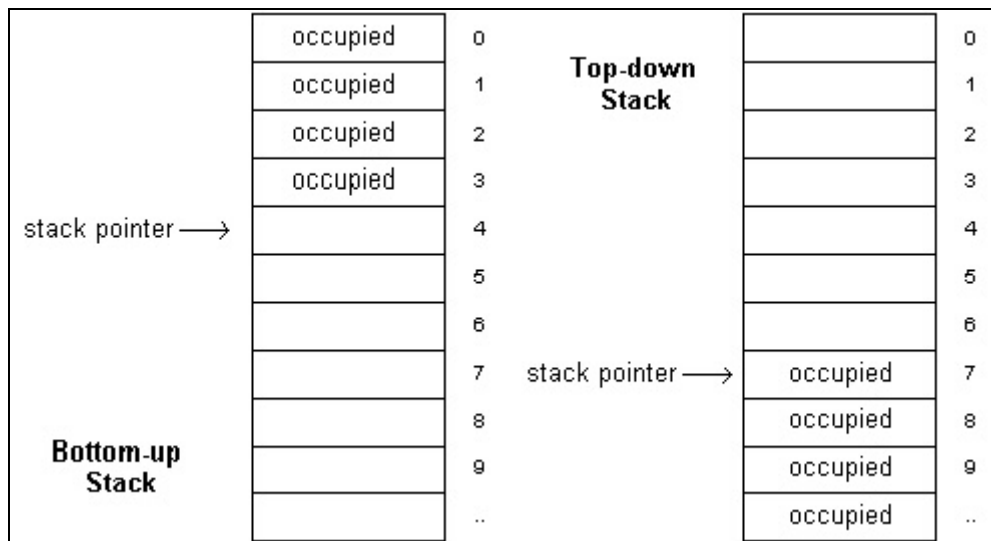 occupied 0
occupied 1
occupied 2
occupied 3
stack pointer 4
5
6
7
8
9
..
Bottom-up
Stack
Top-down
Stack
0
1
2
3
4
5
6
stack pointer occupied 7
occupied 8
occupied 9
occupied ..